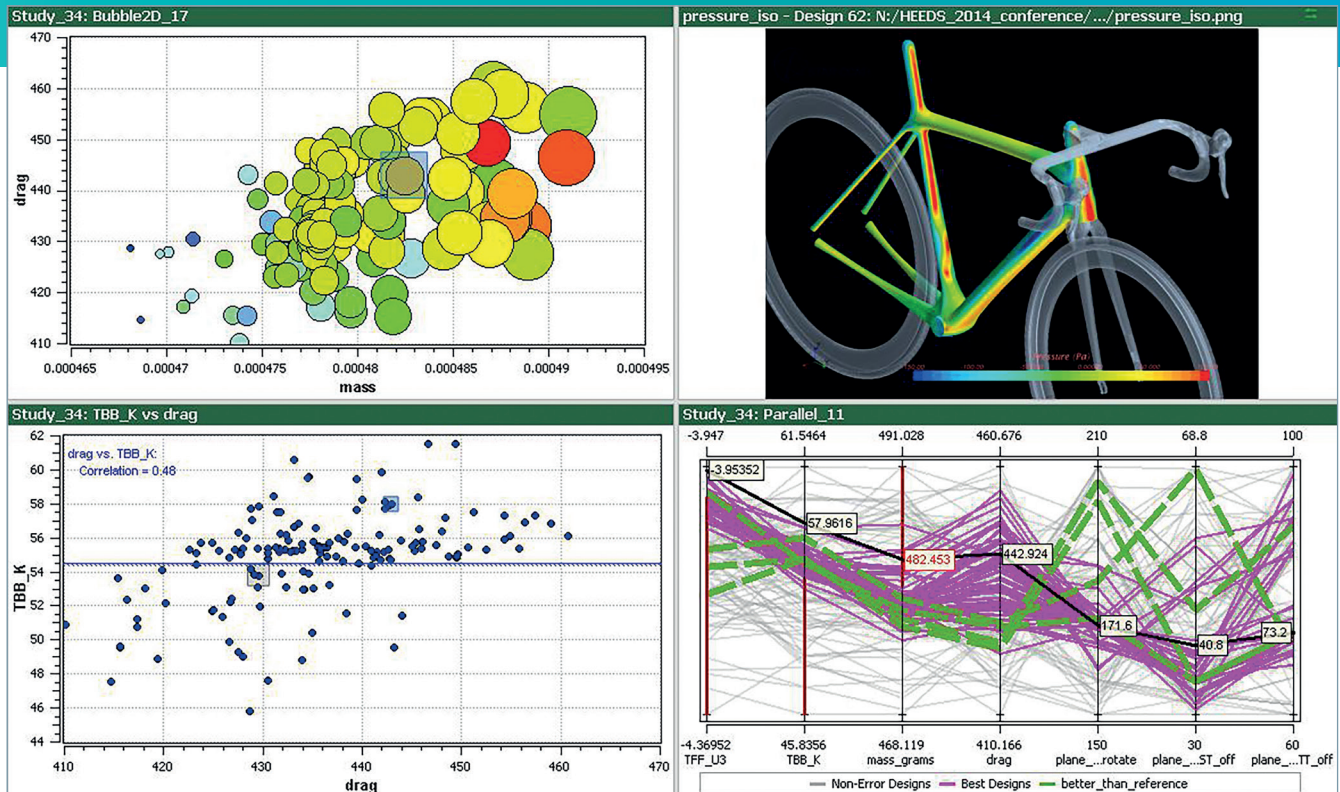 Study_34: Bubble2D_17
470
460
450
440
430
420
410
drag
0.000465 0.00047 0.000475 0.00048 0.000485 0.00049 0.000495
mass
pressure_iso - Design 62: N:/HEEDS_2014_conference/.../pressure_iso.png
Pressure (Pa)
Study_34: TBB_K vs drag
62
60
58
56
54
52
50
48
46
44
TBB_K
drag vs. TBB_K:
Correlation = 0.48
410 420 430 440 450 460 470
drag
Study_34: Parallel_11
-3.947 61.5464 491.028 460.676 210 68.8 100
-3.95352
57.9616
482.453
442.924
171.6
40.8
73.2
-4.36952 45.8356 468.119 410.166 150 30 60
TFF_U3 TBB_K mass_grams drag plane_...rotate plane_...ST_off plane_...TT_off
Non-Error Designs Best Designs better_than_reference